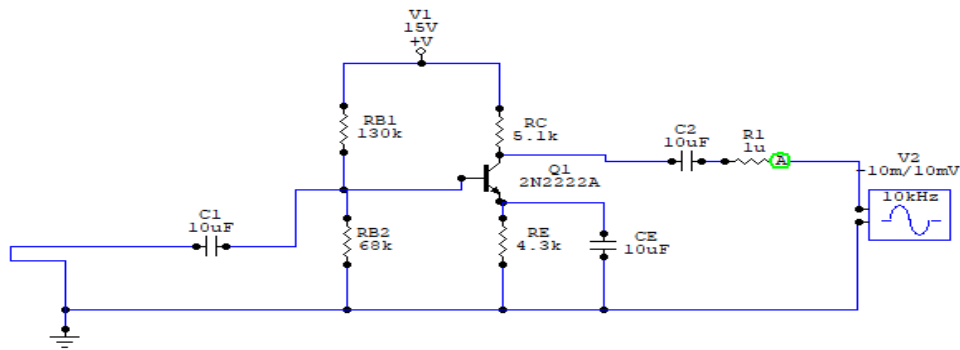 V1
15V
+V
RB1
130k
RC
5.1k
C2
10uF
R1
1u
A
V2
-10m/10mV
10kHz
Q1
2N2222A
C1
10uF
RB2
68k
RE
4.3k
CE
10uF